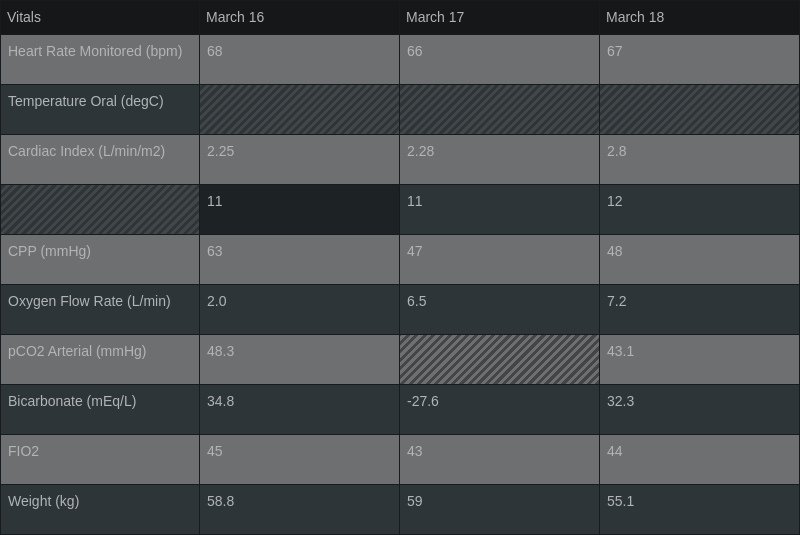 Vitals March 16 March 17 March 18
Heart Rate Monitored (bpm) 68 66 67
Temperature Oral (degC)
Cardiac Index (L/min/m2) 2.25 2.28 2.8
11 11 12
CPP (mmHg) 63 47 48
Oxygen Flow Rate (L/min) 2.0 6.5 7.2
pCO2 Arterial (mmHg) 48.3 43.1
Bicarbonate (mEq/L) 34.8 -27.6 32.3
FIO2 45 43 44
Weight (kg) 58.8 59 55.1